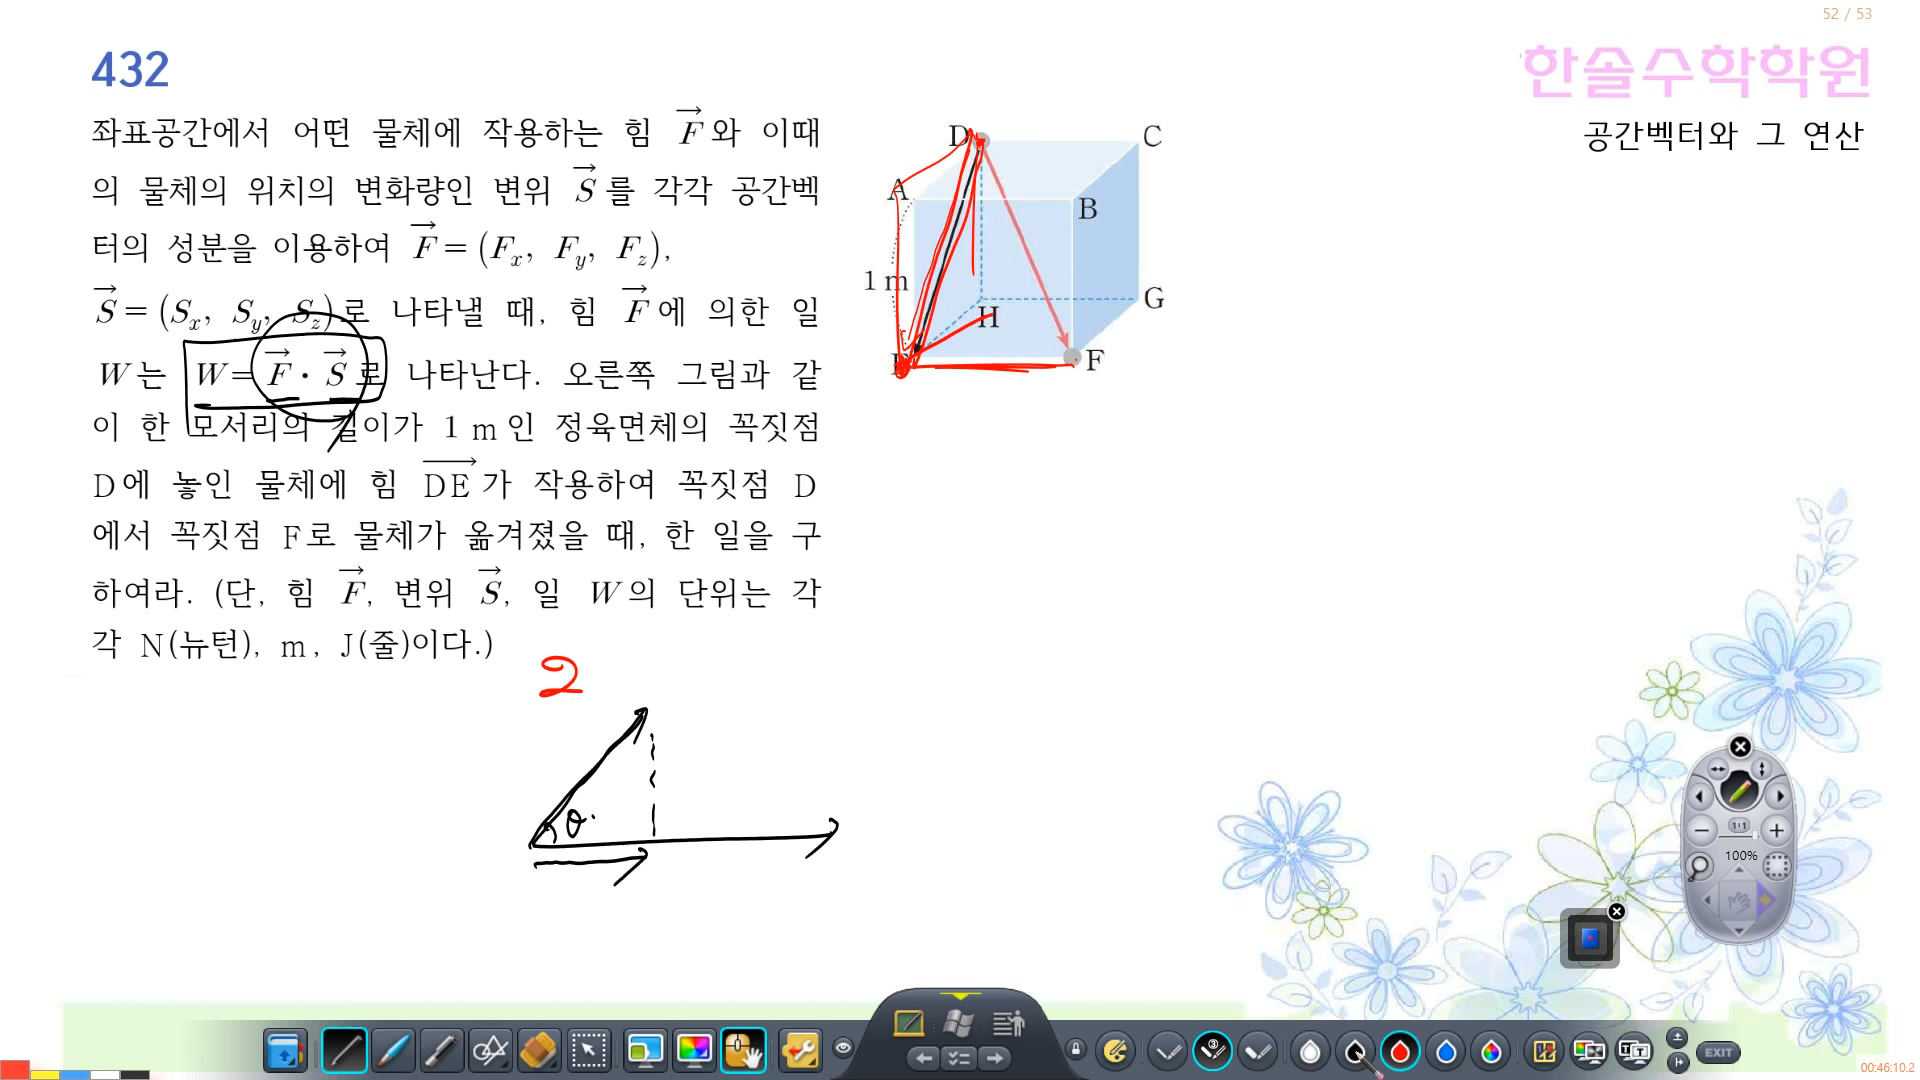 52 / 53
432
한솔수학학원
공간벡터와 그 연산
좌표공간에서 어떤 물체에 작용하는 힘 F와 이때
의 물체의 위치의 변화량인 변위 S를 각각 공간벡
터의 성분을 이용하여 F = (Fx, Fy, Fz),
S = (Sx, Sy, Sz)로 나타낼 때, 힘 F에 의한 일
W는 W = F · S로 나타난다. 오른쪽 그림과 같
이 한 모서리의 길이가 1 m인 정육면체의 꼭짓점
D에 놓인 물체에 힘 DE가 작용하여 꼭짓점 D
에서 꼭짓점 F로 물체가 옮겨졌을 때, 한 일을 구
하여라. (단, 힘 F, 변위 S, 일 W의 단위는 각
각 N(뉴턴), m, J(줄)이다.)
D
C
A
B
1 m
H
G
E
F
2
θ
1:1
100%
EXIT
00:46:10.2